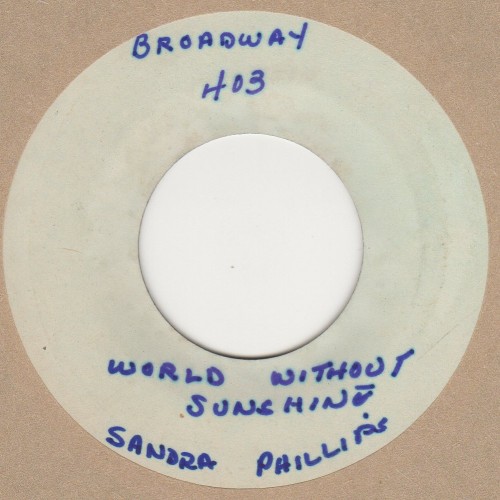 BROADWAY
403
WORLD WITHOUT
SUNSHINE
SANDRA PHILLIPS